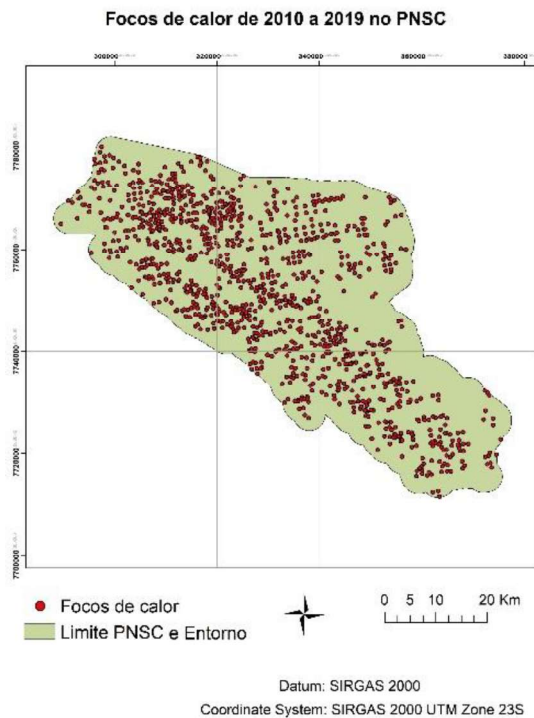 Focos de calor de 2010 a 2019 no PNSC
300000 320000 340000 360000 380000
7780000
7760000
7740000
7720000
7700000
Focos de calor
Limite PNSC e Entorno
0 5 10 20 Km
Datum: SIRGAS 2000
Coordinate System: SIRGAS 2000 UTM Zone 23S